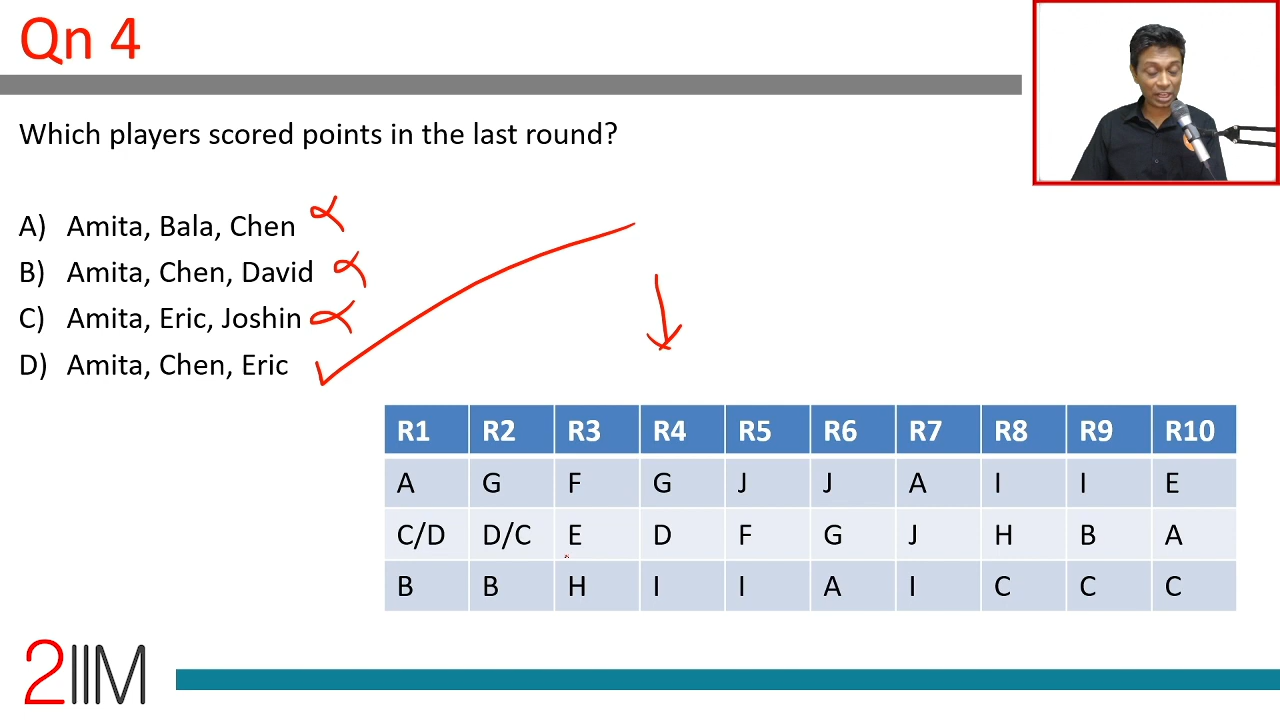 Qn 4
Which players scored points in the last round?
A) Amita, Bala, Chen
B) Amita, Chen, David
C) Amita, Eric, Joshin
D) Amita, Chen, Eric
R1 R2 R3 R4 R5 R6 R7 R8 R9 R10
A G F G J J A I I E
C/D D/C E D F G J H B A
B B H I I A I C C C
2IIM